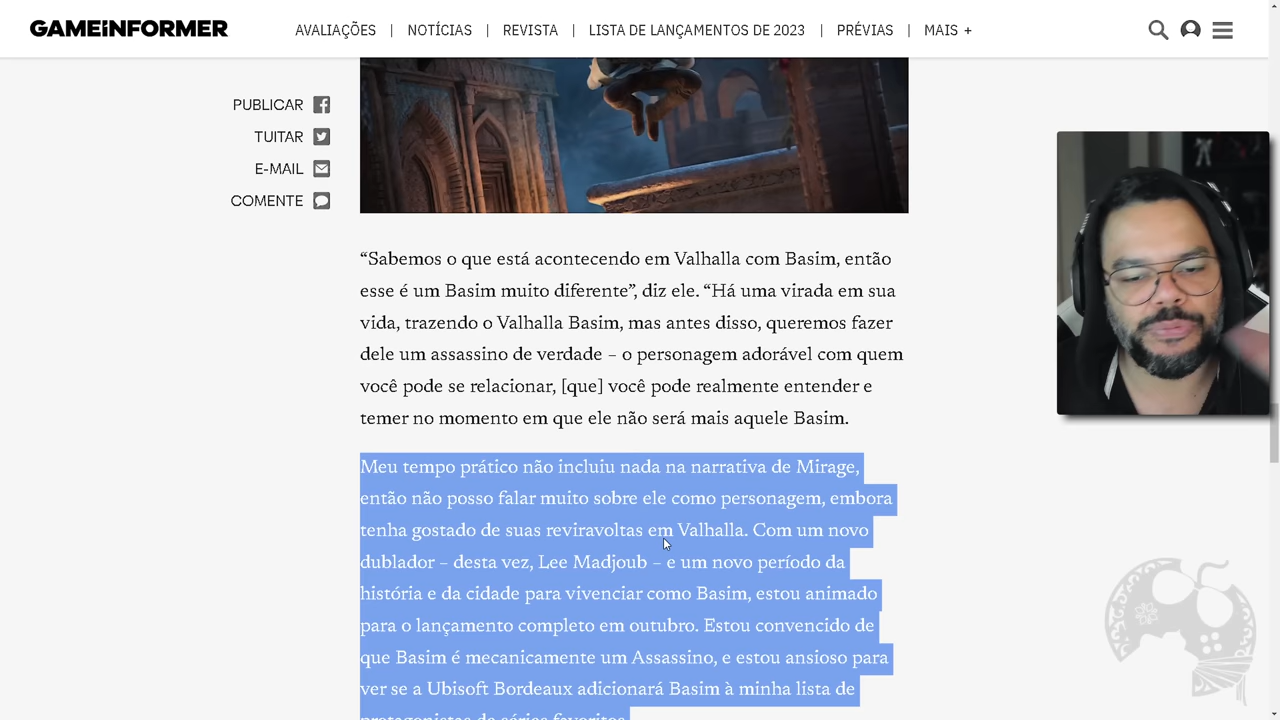 GAMEiNFORMER
AVALIAÇÕES | NOTÍCIAS | REVISTA | LISTA DE LANÇAMENTOS DE 2023 | PRÉVIAS | MAIS +
PUBLICAR
TUITAR
E-MAIL
COMENTE
“Sabemos o que está acontecendo em Valhalla com Basim, então
esse é um Basim muito diferente”, diz ele. “Há uma virada em sua
vida, trazendo o Valhalla Basim, mas antes disso, queremos fazer
dele um assassino de verdade – o personagem adorável com quem
você pode se relacionar, [que] você pode realmente entender e
temer no momento em que ele não será mais aquele Basim.
Meu tempo prático não incluiu nada na narrativa de Mirage,
então não posso falar muito sobre ele como personagem, embora
tenha gostado de suas reviravoltas em Valhalla. Com um novo
dublador – desta vez, Lee Madjoub – e um novo período da
história e da cidade para vivenciar como Basim, estou animado
para o lançamento completo em outubro. Estou convencido de
que Basim é mecanicamente um Assassino, e estou ansioso para
ver se a Ubisoft Bordeaux adicionará Basim à minha lista de
protagonistas de séries favoritos.